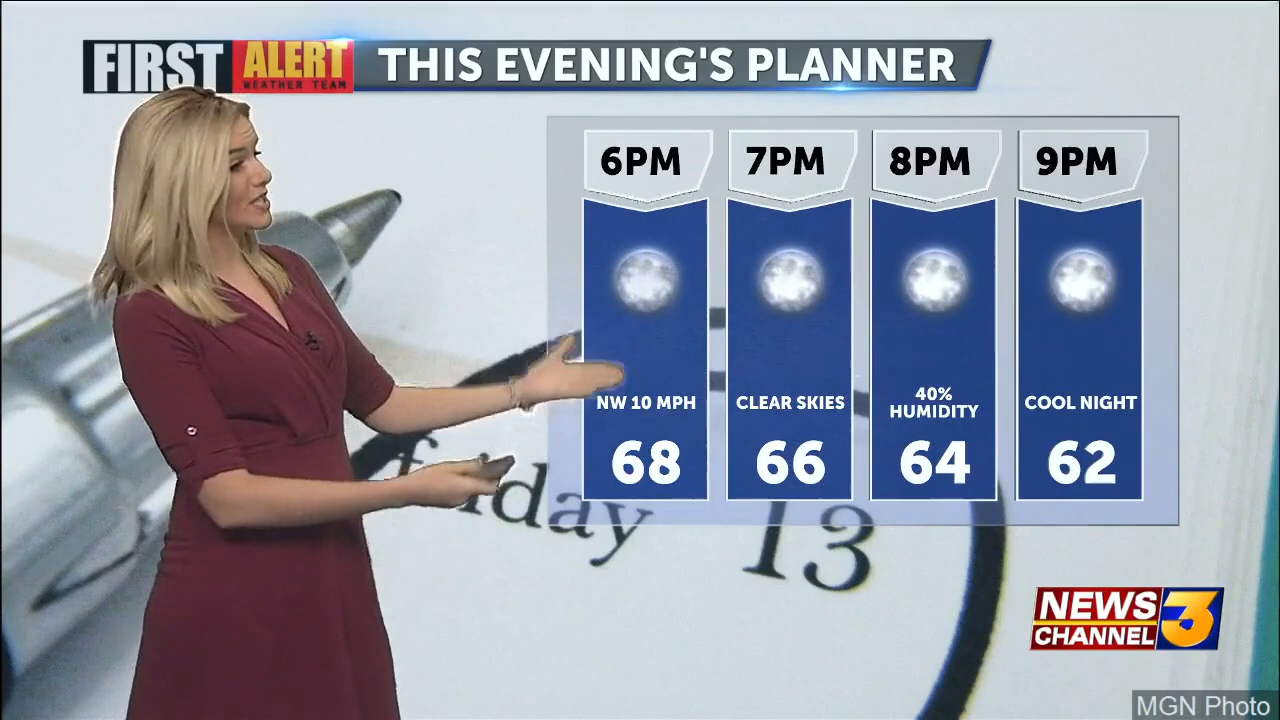 FIRST ALERT
WEATHER TEAM
THIS EVENING'S PLANNER
6PM
7PM
8PM
9PM
NW 10 MPH
CLEAR SKIES
40%
HUMIDITY
COOL NIGHT
68
66
64
62
friday 13
NEWS
CHANNEL 3
MGN Photo